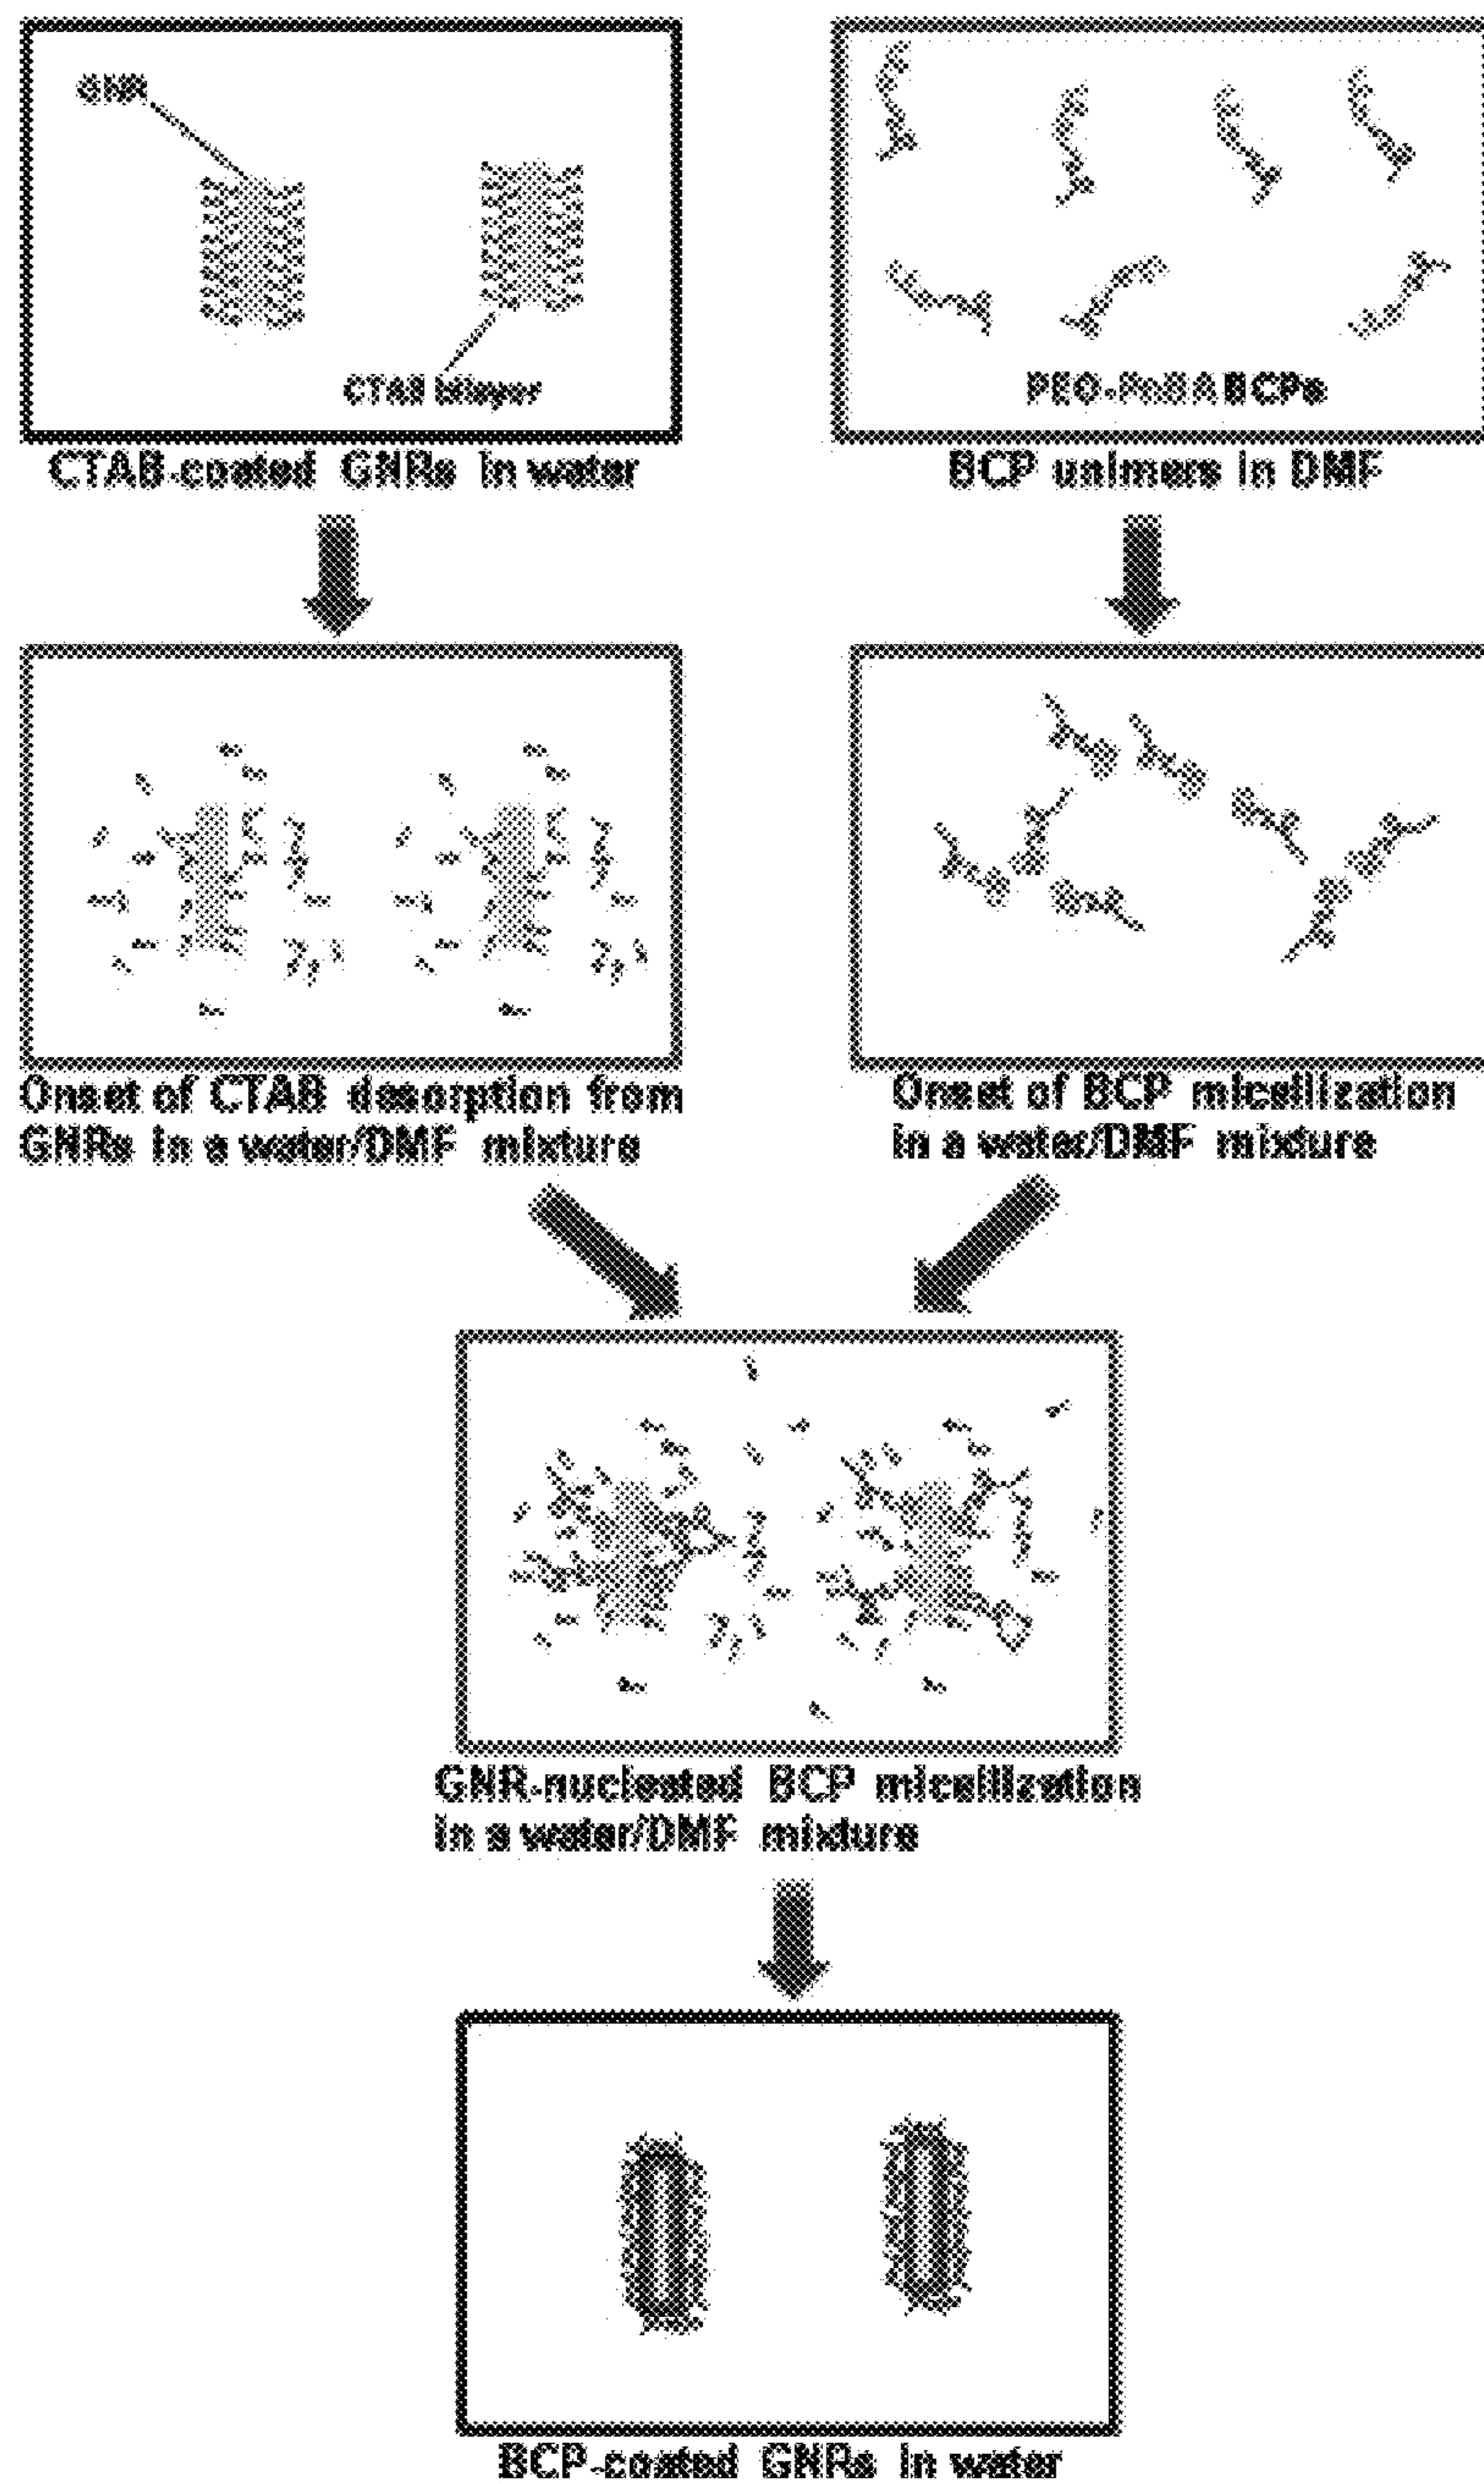 GNR
CTAB bilayer
CTAB-coated GNRs in water
PEO-PnBA BCPs
BCP unimers in DMF
Onset of CTAB desorption from
GNRs in a water/DMF mixture
Onset of BCP micellization
in a water/DMF mixture
GNR-nucleated BCP micellization
in a water/DMF mixture
BCP-coated GNRs in water